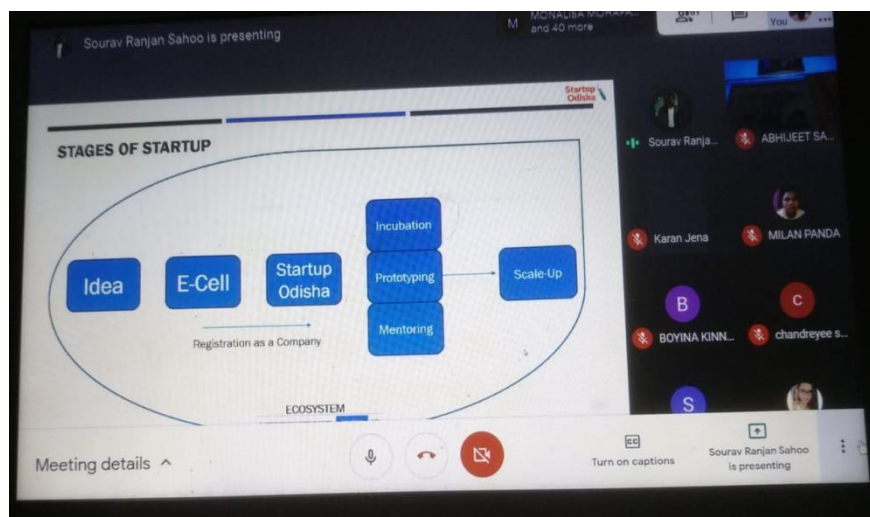 Sourav Ranjan Sahoo is presenting
M
and 40 more
You
Startup
Odisha
STAGES OF STARTUP
Idea
E-Cell
Startup
Odisha
Incubation
Prototyping
Mentoring
Scale-Up
Registration as a Company
ECOSYSTEM
Sourav Ranja...
ABHIJEET SA...
Karan Jena
MILAN PANDA
B
BOYINA KINN...
C
chandreyee s...
S
Meeting details
CC
Turn on captions
Sourav Ranjan Sahoo
is presenting